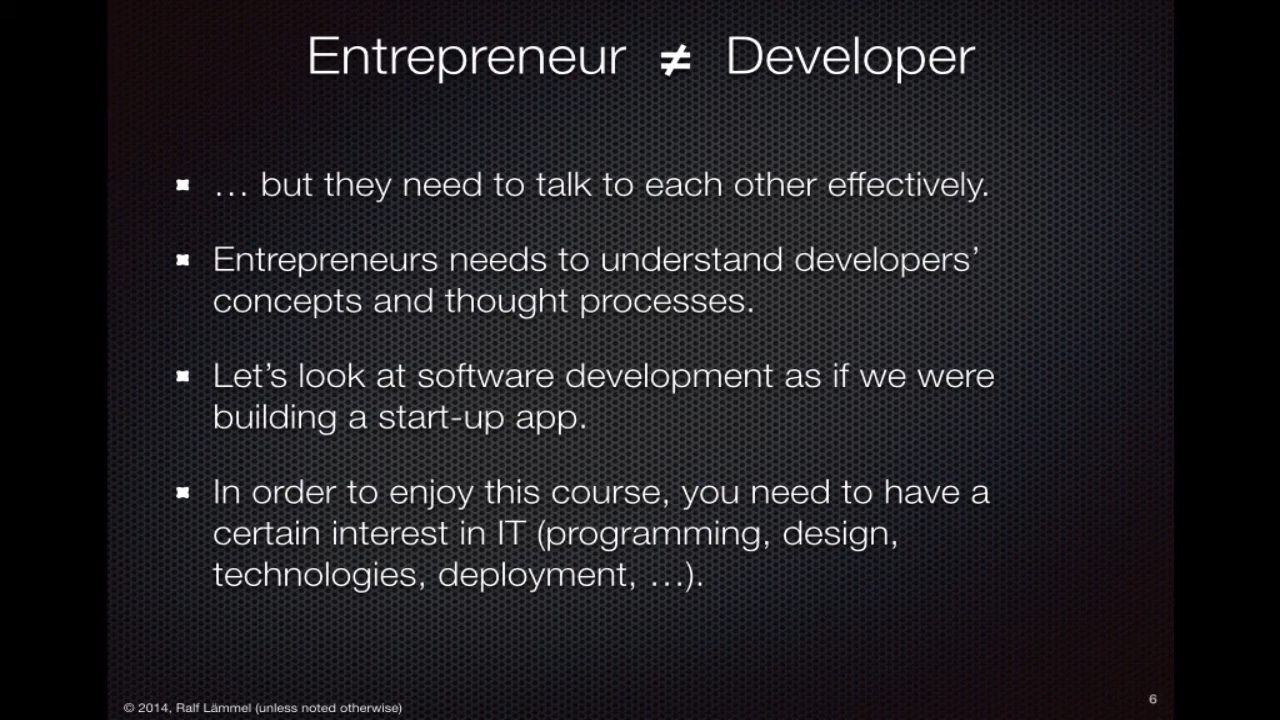 Entrepreneur ≠ Developer
… but they need to talk to each other effectively.
Entrepreneurs needs to understand developers’
concepts and thought processes.
Let’s look at software development as if we were
building a start-up app.
In order to enjoy this course, you need to have a
certain interest in IT (programming, design,
technologies, deployment, …).
© 2014, Ralf Lämmel (unless noted otherwise)
6